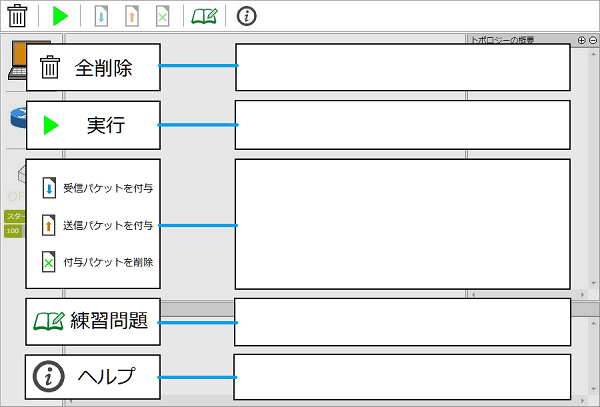 トポロジーの概要
全削除
実行
受信パケットを付与
送信パケットを付与
付与パケットを削除
スター
100
練習問題
ヘルプ